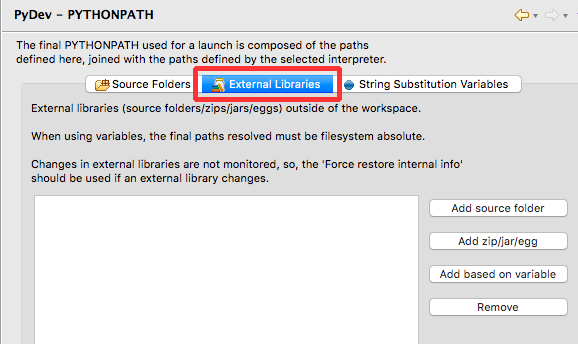 PyDev – PYTHONPATH
The final PYTHONPATH used for a launch is composed of the paths
defined here, joined with the paths defined by the selected interpreter.
Source Folders External Libraries String Substitution Variables
External libraries (source folders/zips/jars/eggs) outside of the workspace.
When using variables, the final paths resolved must be filesystem absolute.
Changes in external libraries are not monitored, so, the 'Force restore internal info'
should be used if an external library changes.
Add source folder
Add zip/jar/egg
Add based on variable
Remove